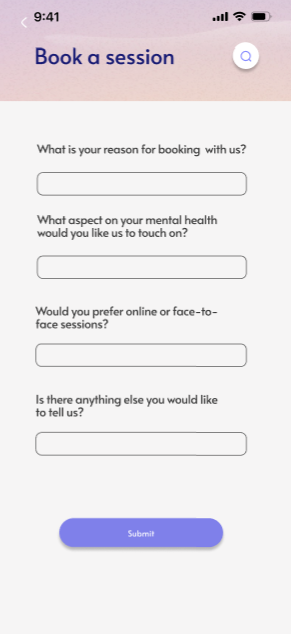 9:41
Book a session
What is your reason for booking with us?
What aspect on your mental health
would you like us to touch on?
Would you prefer online or face-to-
face sessions?
Is there anything else you would like
to tell us?
Submit